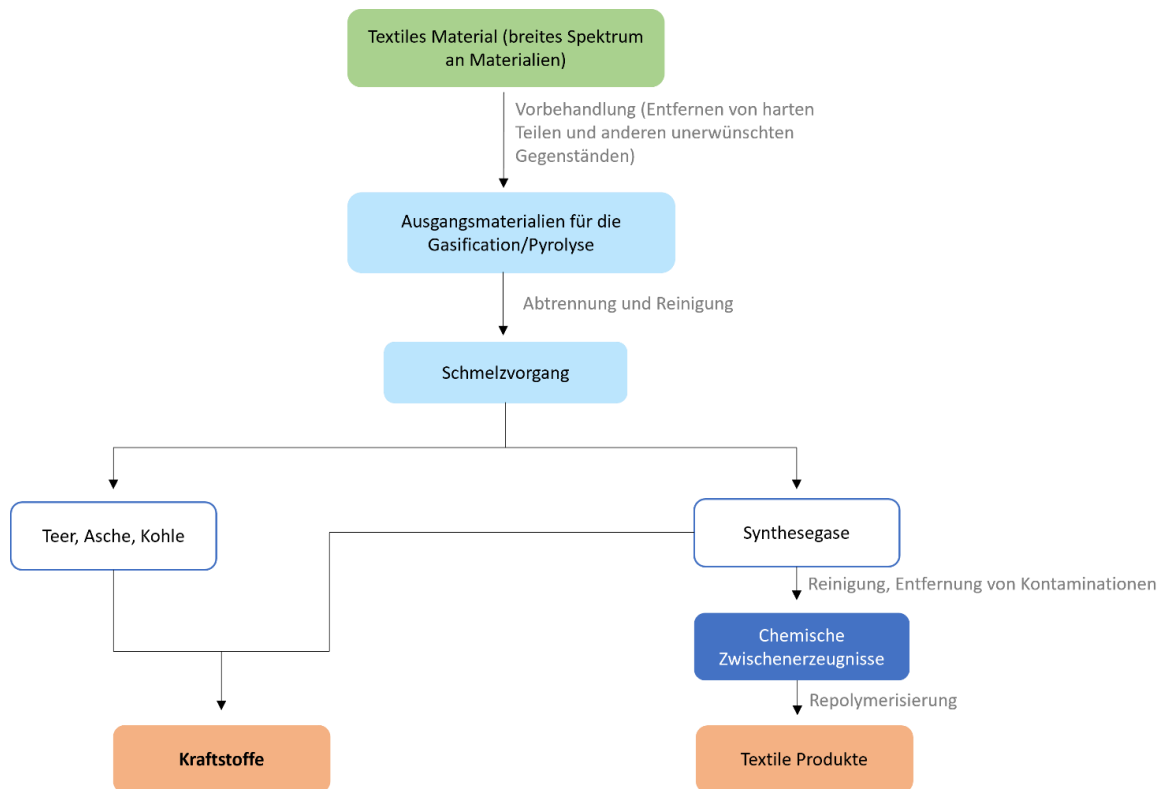 Textiles Material (breites Spektrum
an Materialien)
Vorbehandlung (Entfernen von harten
Teilen und anderen unerwünschten
Gegenständen)
Ausgangsmaterialien für die
Gasification/Pyrolyse
Abtrennung und Reinigung
Schmelzvorgang
Teer, Asche, Kohle
Synthesegase
Reinigung, Entfernung von Kontaminationen
Chemische
Zwischenerzeugnisse
Repolymerisierung
Kraftstoffe
Textile Produkte